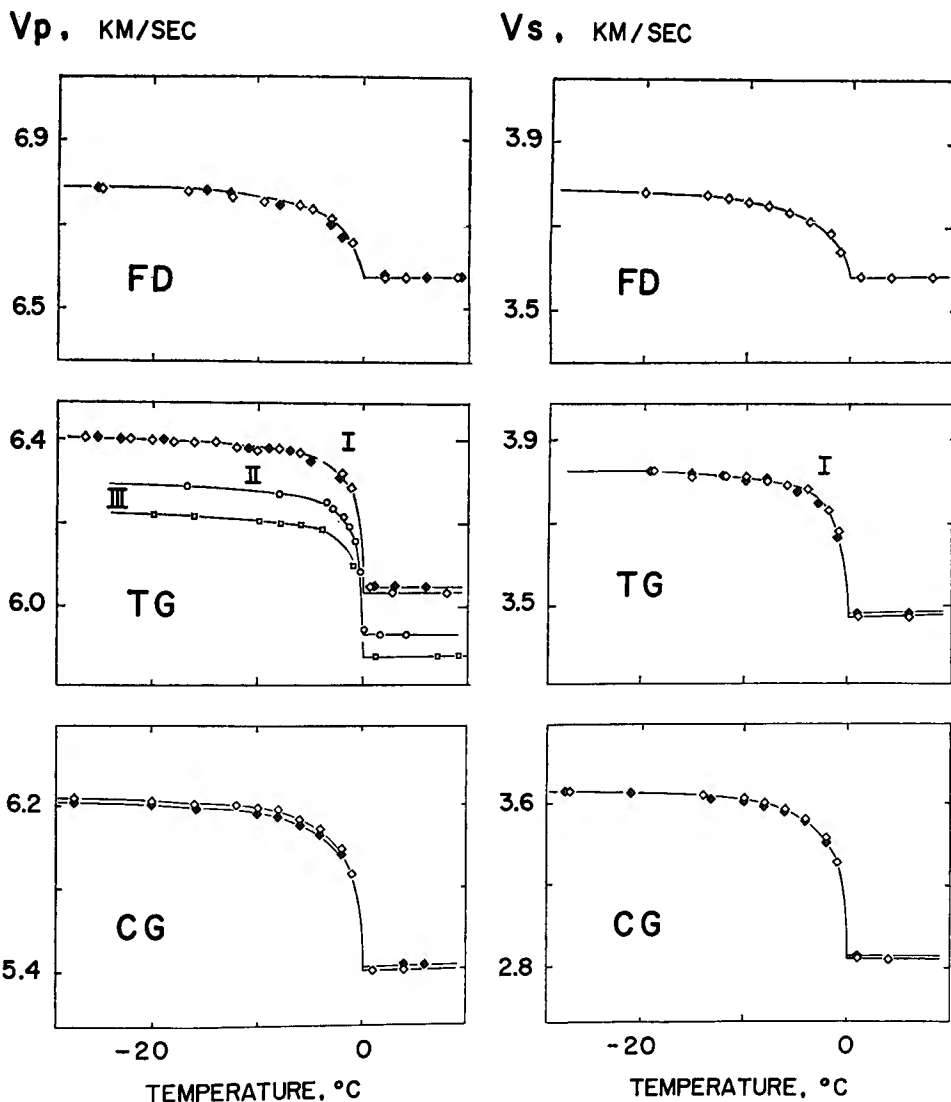 Vp, KM/SEC
Vs, KM/SEC
6.9
6.5
FD
3.9
3.5
FD
6.4
6.0
I
II
III
TG
3.9
3.5
I
TG
6.2
5.4
CG
3.6
2.8
CG
-20 0
-20 0
TEMPERATURE, °C
TEMPERATURE, °C